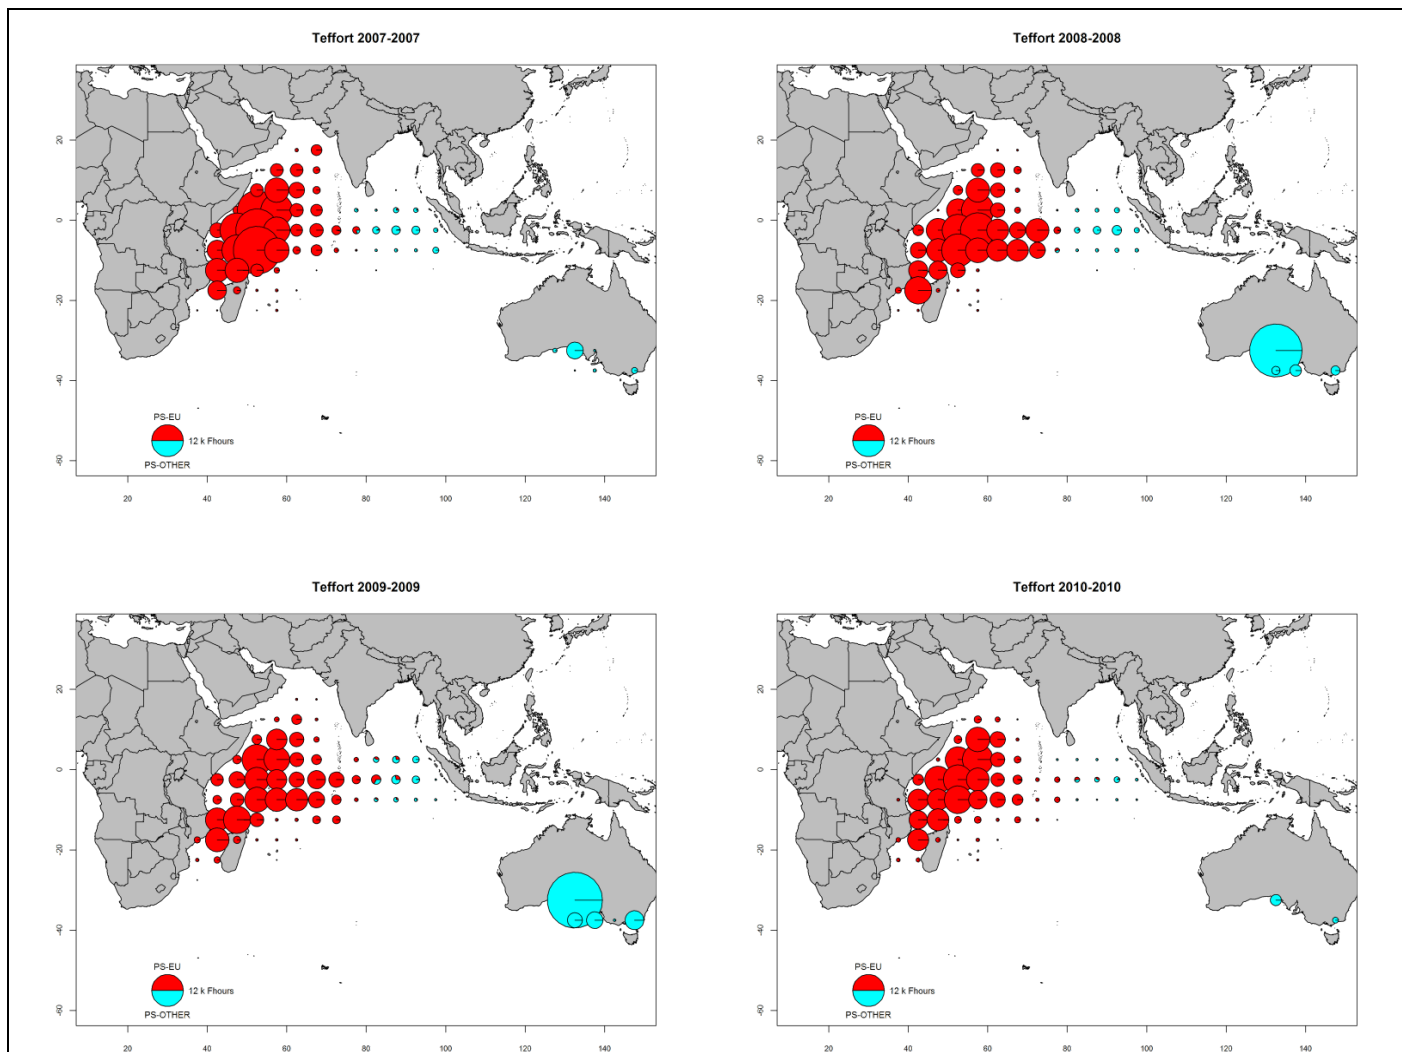 Teffort 2007-2007
20
0
-20
-40
-60
PS-EU
12 k Fhours
PS-OTHER
20 40 60 80 100 120 140
Teffort 2008-2008
20
0
-20
-40
-60
PS-EU
12 k Fhours
PS-OTHER
20 40 60 80 100 120 140
Teffort 2009-2009
20
0
-20
-40
-60
PS-EU
12 k Fhours
PS-OTHER
20 40 60 80 100 120 140
Teffort 2010-2010
20
0
-20
-40
-60
PS-EU
12 k Fhours
PS-OTHER
20 40 60 80 100 120 140